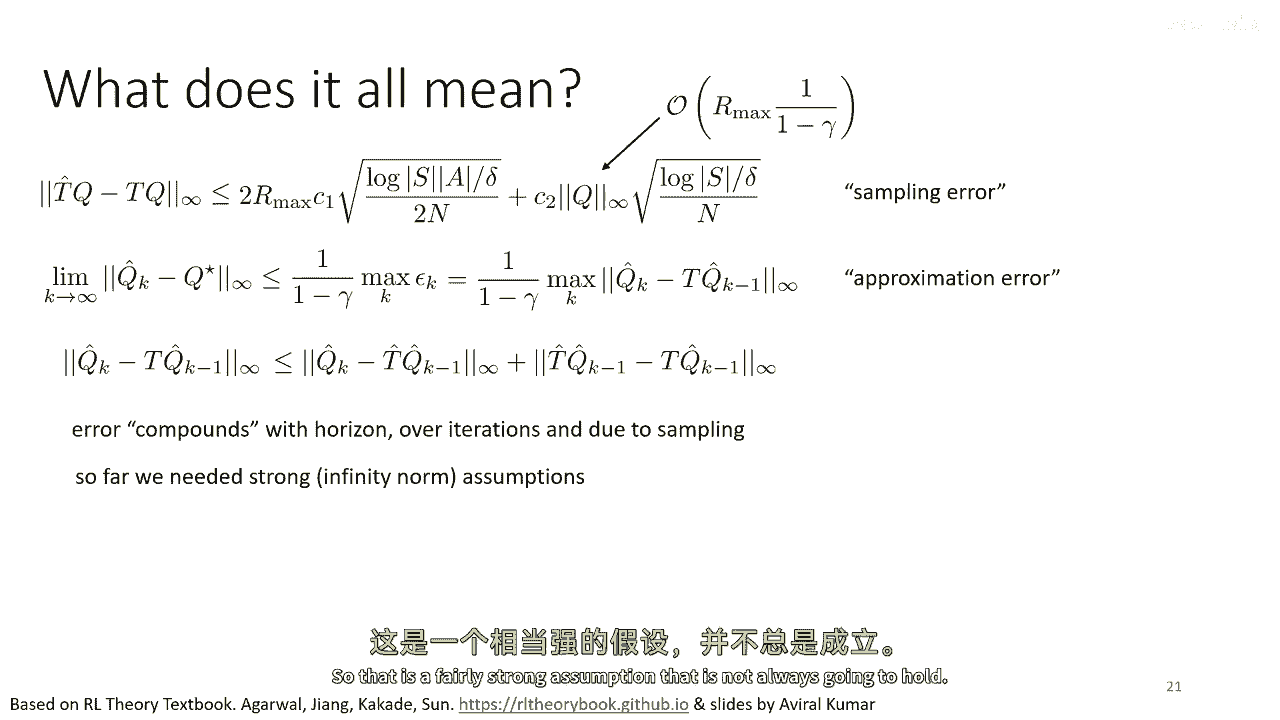 What does it all mean?
$\mathcal{O}\left(R_{\max}\frac{1}{1-\gamma}\right)$
$||\hat{T}Q - TQ||_\infty \leq 2R_{\max}c_1\sqrt{\frac{\log|S||A|/\delta}{2N}} + c_2||Q||_\infty\sqrt{\frac{\log|S|/\delta}{N}}$ “sampling error”
$\lim_{k\to\infty}||\hat{Q}_k - Q^\star||_\infty \leq \frac{1}{1-\gamma}\max_k \epsilon_k = \frac{1}{1-\gamma}\max_k||\hat{Q}_k - T\hat{Q}_{k-1}||_\infty$ “approximation error”
$||\hat{Q}_k - T\hat{Q}_{k-1}||_\infty \leq ||\hat{Q}_k - \hat{T}\hat{Q}_{k-1}||_\infty + ||\hat{T}\hat{Q}_{k-1} - T\hat{Q}_{k-1}||_\infty$
error “compounds” with horizon, over iterations and due to sampling
so far we needed strong (infinity norm) assumptions
这是一个相当强的假设，并不总是成立。
So that is a fairly strong assumption that is not always going to hold.
21
Based on RL Theory Textbook. Agarwal, Jiang, Kakade, Sun. https://rltheorybook.github.io & slides by Aviral Kumar